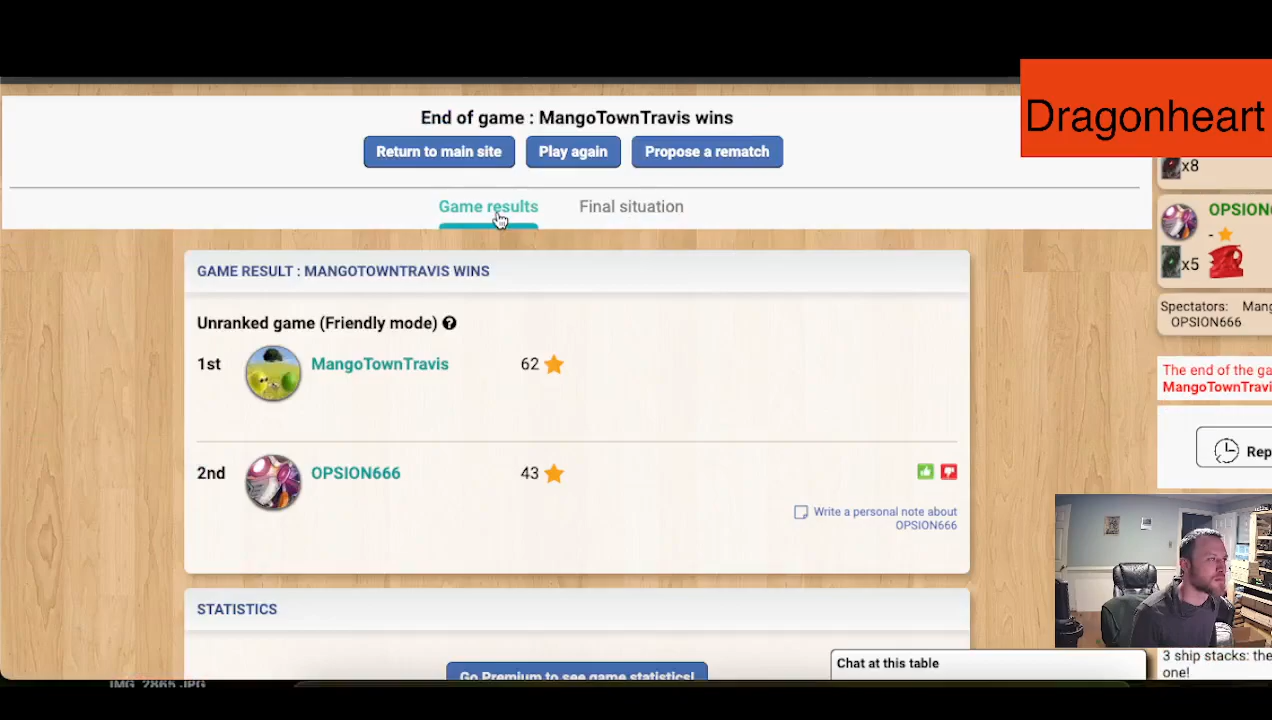 Dragonheart
End of game : MangoTownTravis wins
Return to main site
Play again
Propose a rematch
Game results
Final situation
GAME RESULT : MANGOTOWNTRAVIS WINS
Unranked game (Friendly mode) ?
1st
MangoTownTravis
62
2nd
OPSION666
43
Write a personal note about
OPSION666
STATISTICS
Go Premium to see game statistics!
Chat at this table
x8
OPSION
-
x5
Spectators: Mang
OPSION666
The end of the ga
MangoTownTravi
Rep
3 ship stacks: the
one!